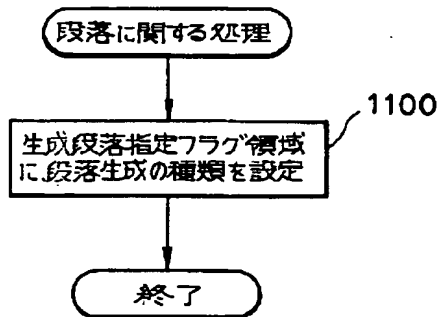 段落に関する処理
1100
生成段落指定フラグ領域
に、段落生成の種類を設定
終了